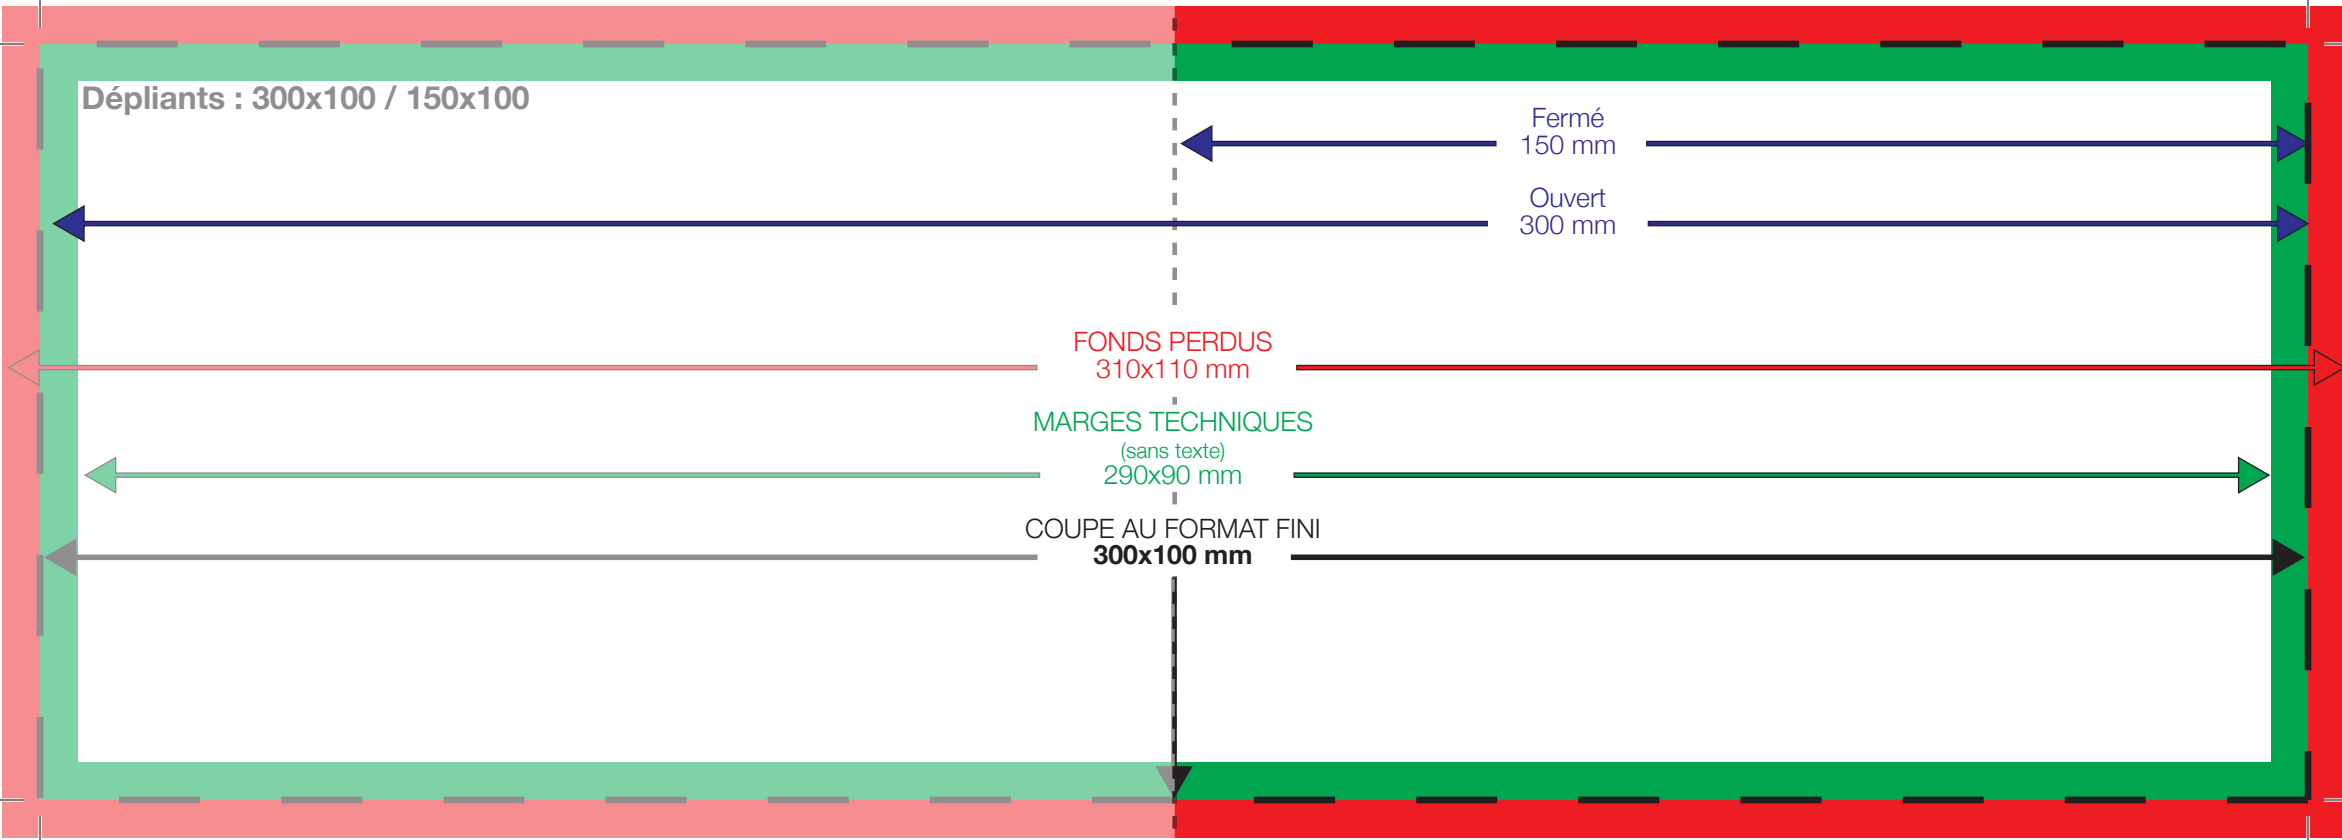 Dépliants : 300x100 / 150x100
Fermé
150 mm
Ouvert
300 mm
FONDS PERDUS
310x110 mm
MARGES TECHNIQUES
(sans texte)
290x90 mm
COUPE AU FORMAT FINI
300x100 mm